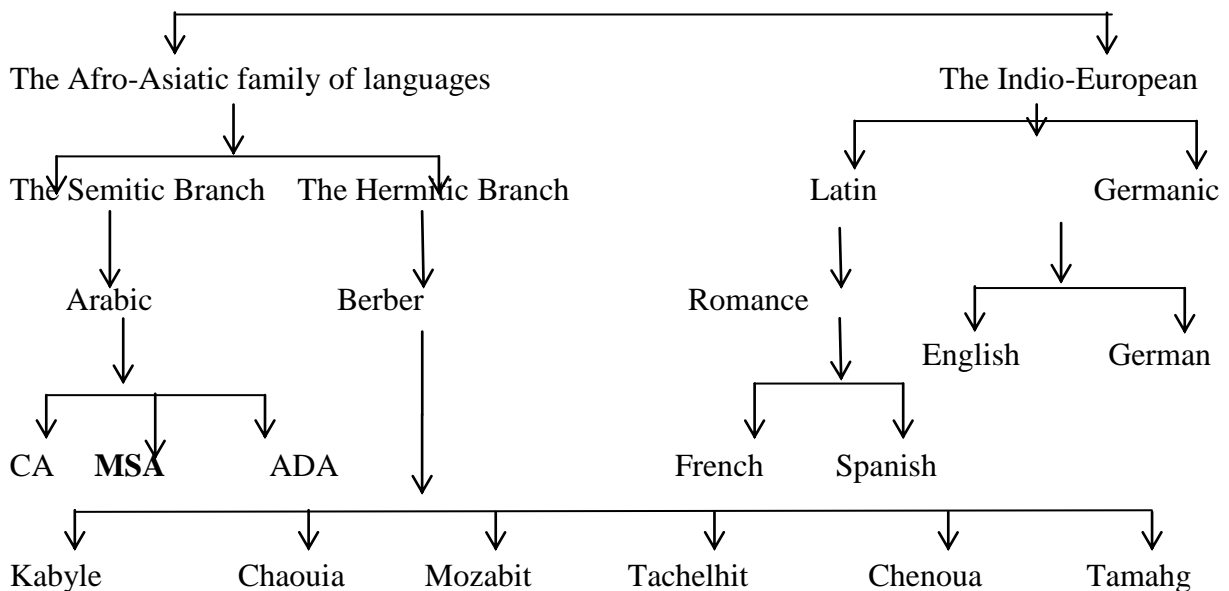 The Afro-Asiatic family of languages The Indio-European
The Semitic Branch The Hermitic Branch Latin Germanic
Arabic Berber Romance
English German
CA MSA ADA French Spanish
Kabyle Chaouia Mozabit Tachelhit Chenoua Tamahg